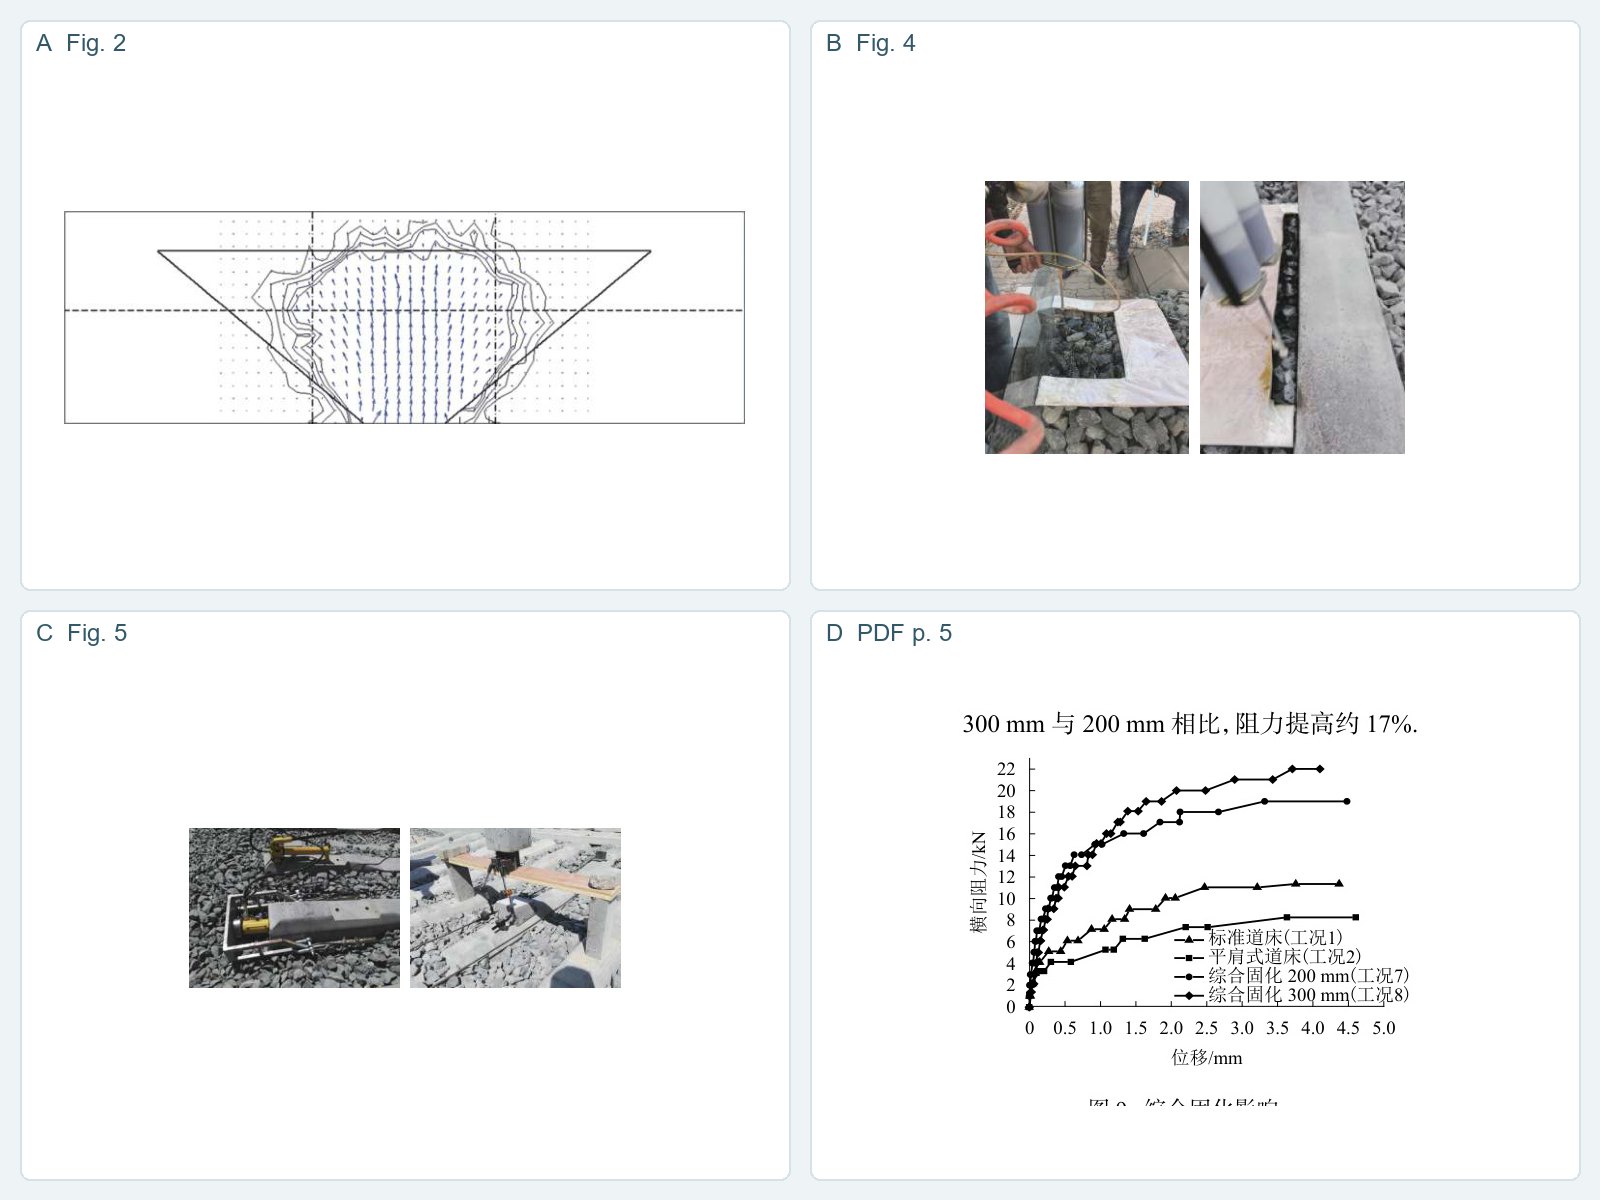 A Fig. 2
B Fig. 4
C Fig. 5
D PDF p. 5
300 mm 与 200 mm 相比, 阻力提高约 17%.
22
20
18
16
14
12
10
8
6
4
2
0
横向阻力/kN
标准道床(工况1)
平肩式道床(工况2)
综合固化 200 mm(工况7)
综合固化 300 mm(工况8)
0 0.5 1.0 1.5 2.0 2.5 3.0 3.5 4.0 4.5 5.0
位移/mm